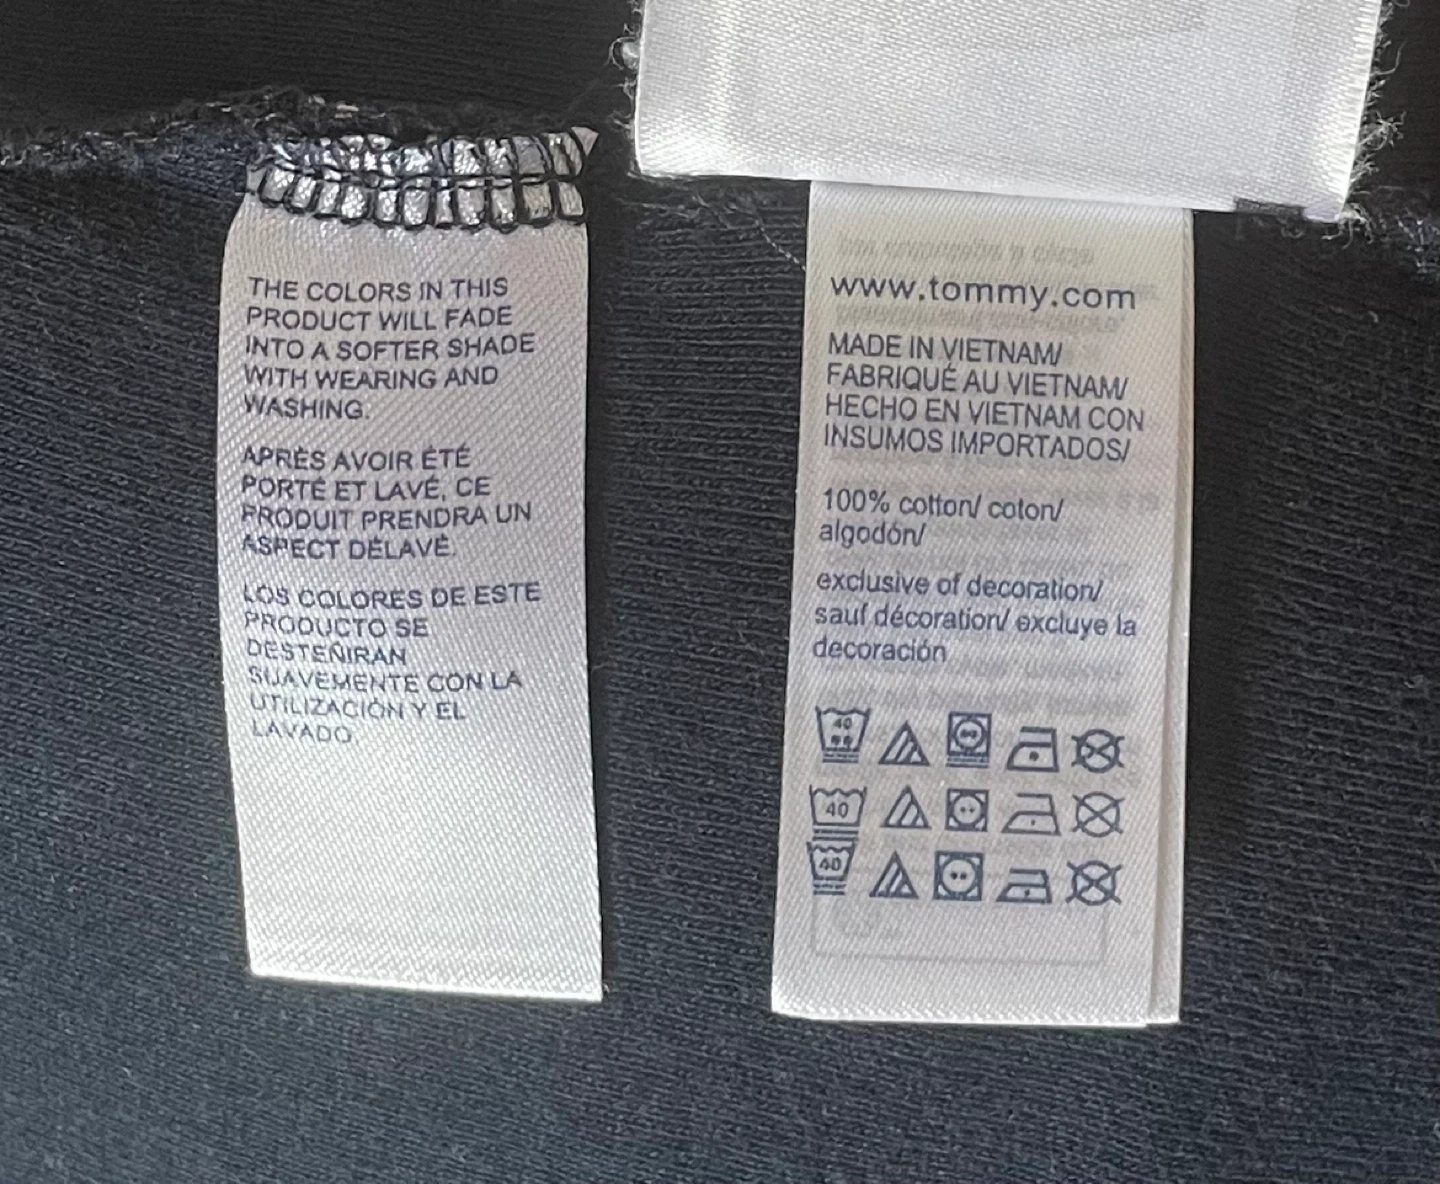 THE COLORS IN THIS
PRODUCT WILL FADE
INTO A SOFTER SHADE
WITH WEARING AND
WASHING.
APRÈS AVOIR ÉTÉ
PORTÉ ET LAVÉ, CE
PRODUIT PRENDRA UN
ASPECT DÉLAVÉ.
LOS COLORES DE ESTE
PRODUCTO SE
DESTEÑIRAN
SUAVEMENTE CON LA
UTILIZACIÓN Y EL
LAVADO.
www.tommy.com
MADE IN VIETNAM/
FABRIQUÉ AU VIETNAM/
HECHO EN VIETNAM CON
INSUMOS IMPORTADOS/
100% cotton/ coton/
algodón/
exclusive of decoration/
sauf décoration/ excluye la
decoración
40
40
40